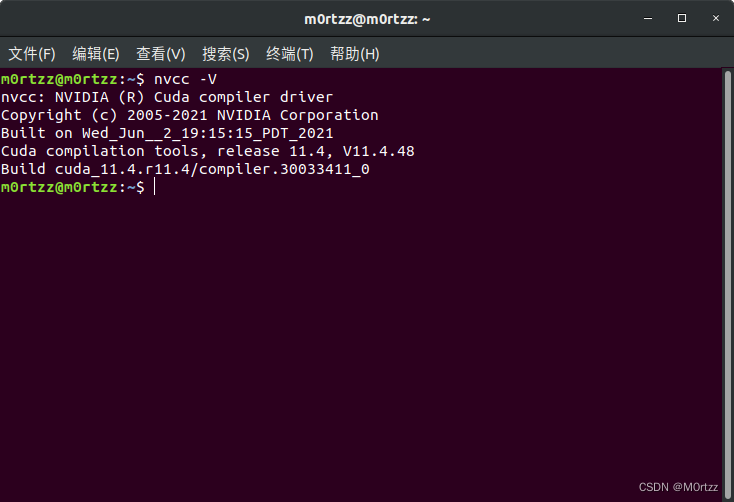 m0rtzz@m0rtzz: ~
文件(F) 编辑(E) 查看(V) 搜索(S) 终端(T) 帮助(H)
m0rtzz@m0rtzz:~$ nvcc -V
nvcc: NVIDIA (R) Cuda compiler driver
Copyright (c) 2005-2021 NVIDIA Corporation
Built on Wed_Jun__2_19:15:15_PDT_2021
Cuda compilation tools, release 11.4, V11.4.48
Build cuda_11.4.r11.4/compiler.30033411_0
m0rtzz@m0rtzz:~$
CSDN @M0rtzz